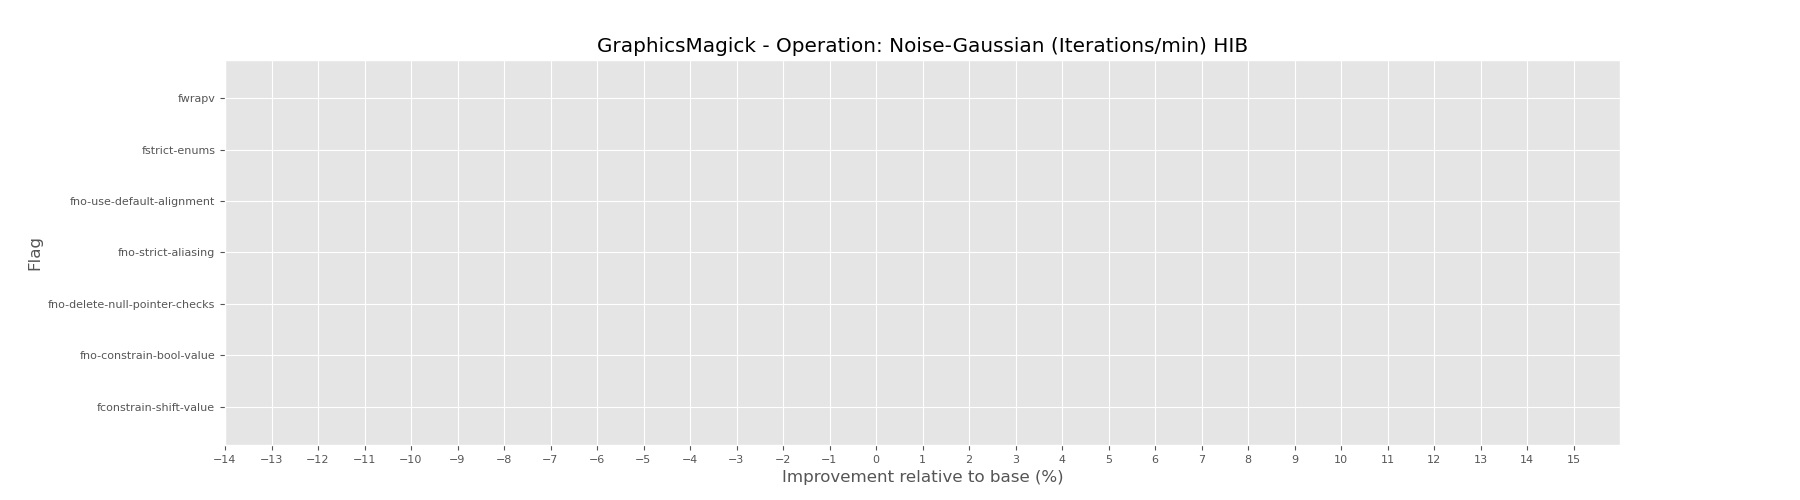 GraphicsMagick - Operation: Noise-Gaussian (Iterations/min) HIB
Flag
fwrapv
fstrict-enums
fno-use-default-alignment
fno-strict-aliasing
fno-delete-null-pointer-checks
fno-constrain-bool-value
fconstrain-shift-value
−14 −13 −12 −11 −10 −9 −8 −7 −6 −5 −4 −3 −2 −1 0 1 2 3 4 5 6 7 8 9 10 11 12 13 14 15
Improvement relative to base (%)